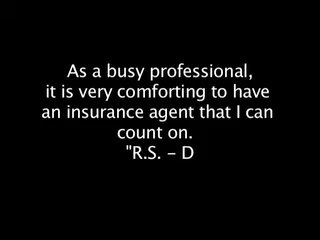 As a busy professional,
it is very comforting to have
an insurance agent that I can
count on.
"R.S. - D